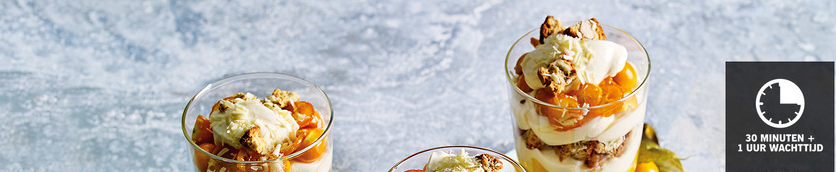 30 MINUTEN +
1 UUR WACHTTIJD